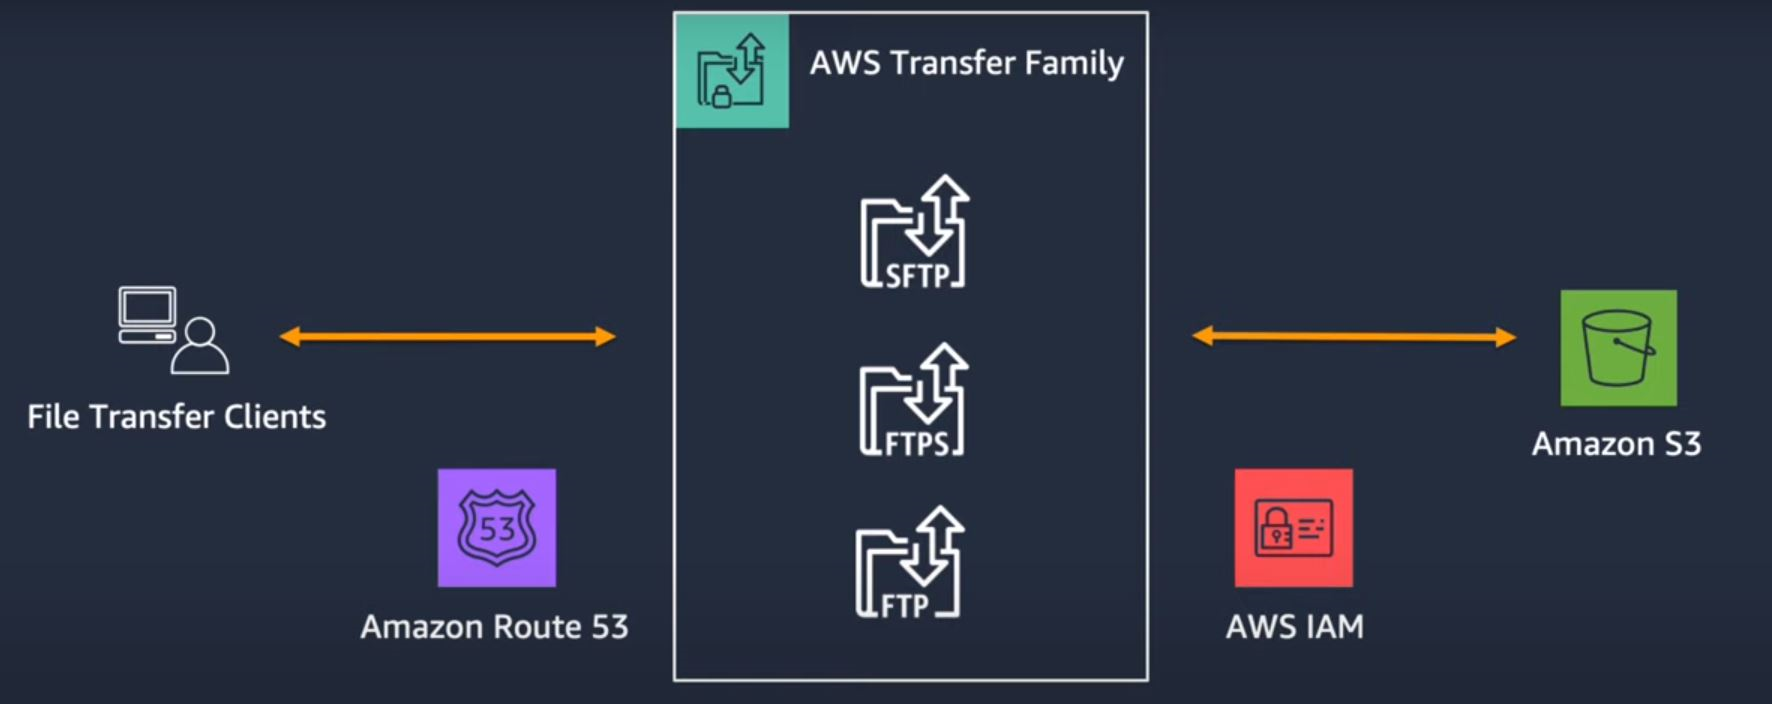 AWS Transfer Family
SFTP
FTPS
FTP
File Transfer Clients
53
Amazon Route 53
Amazon S3
AWS IAM